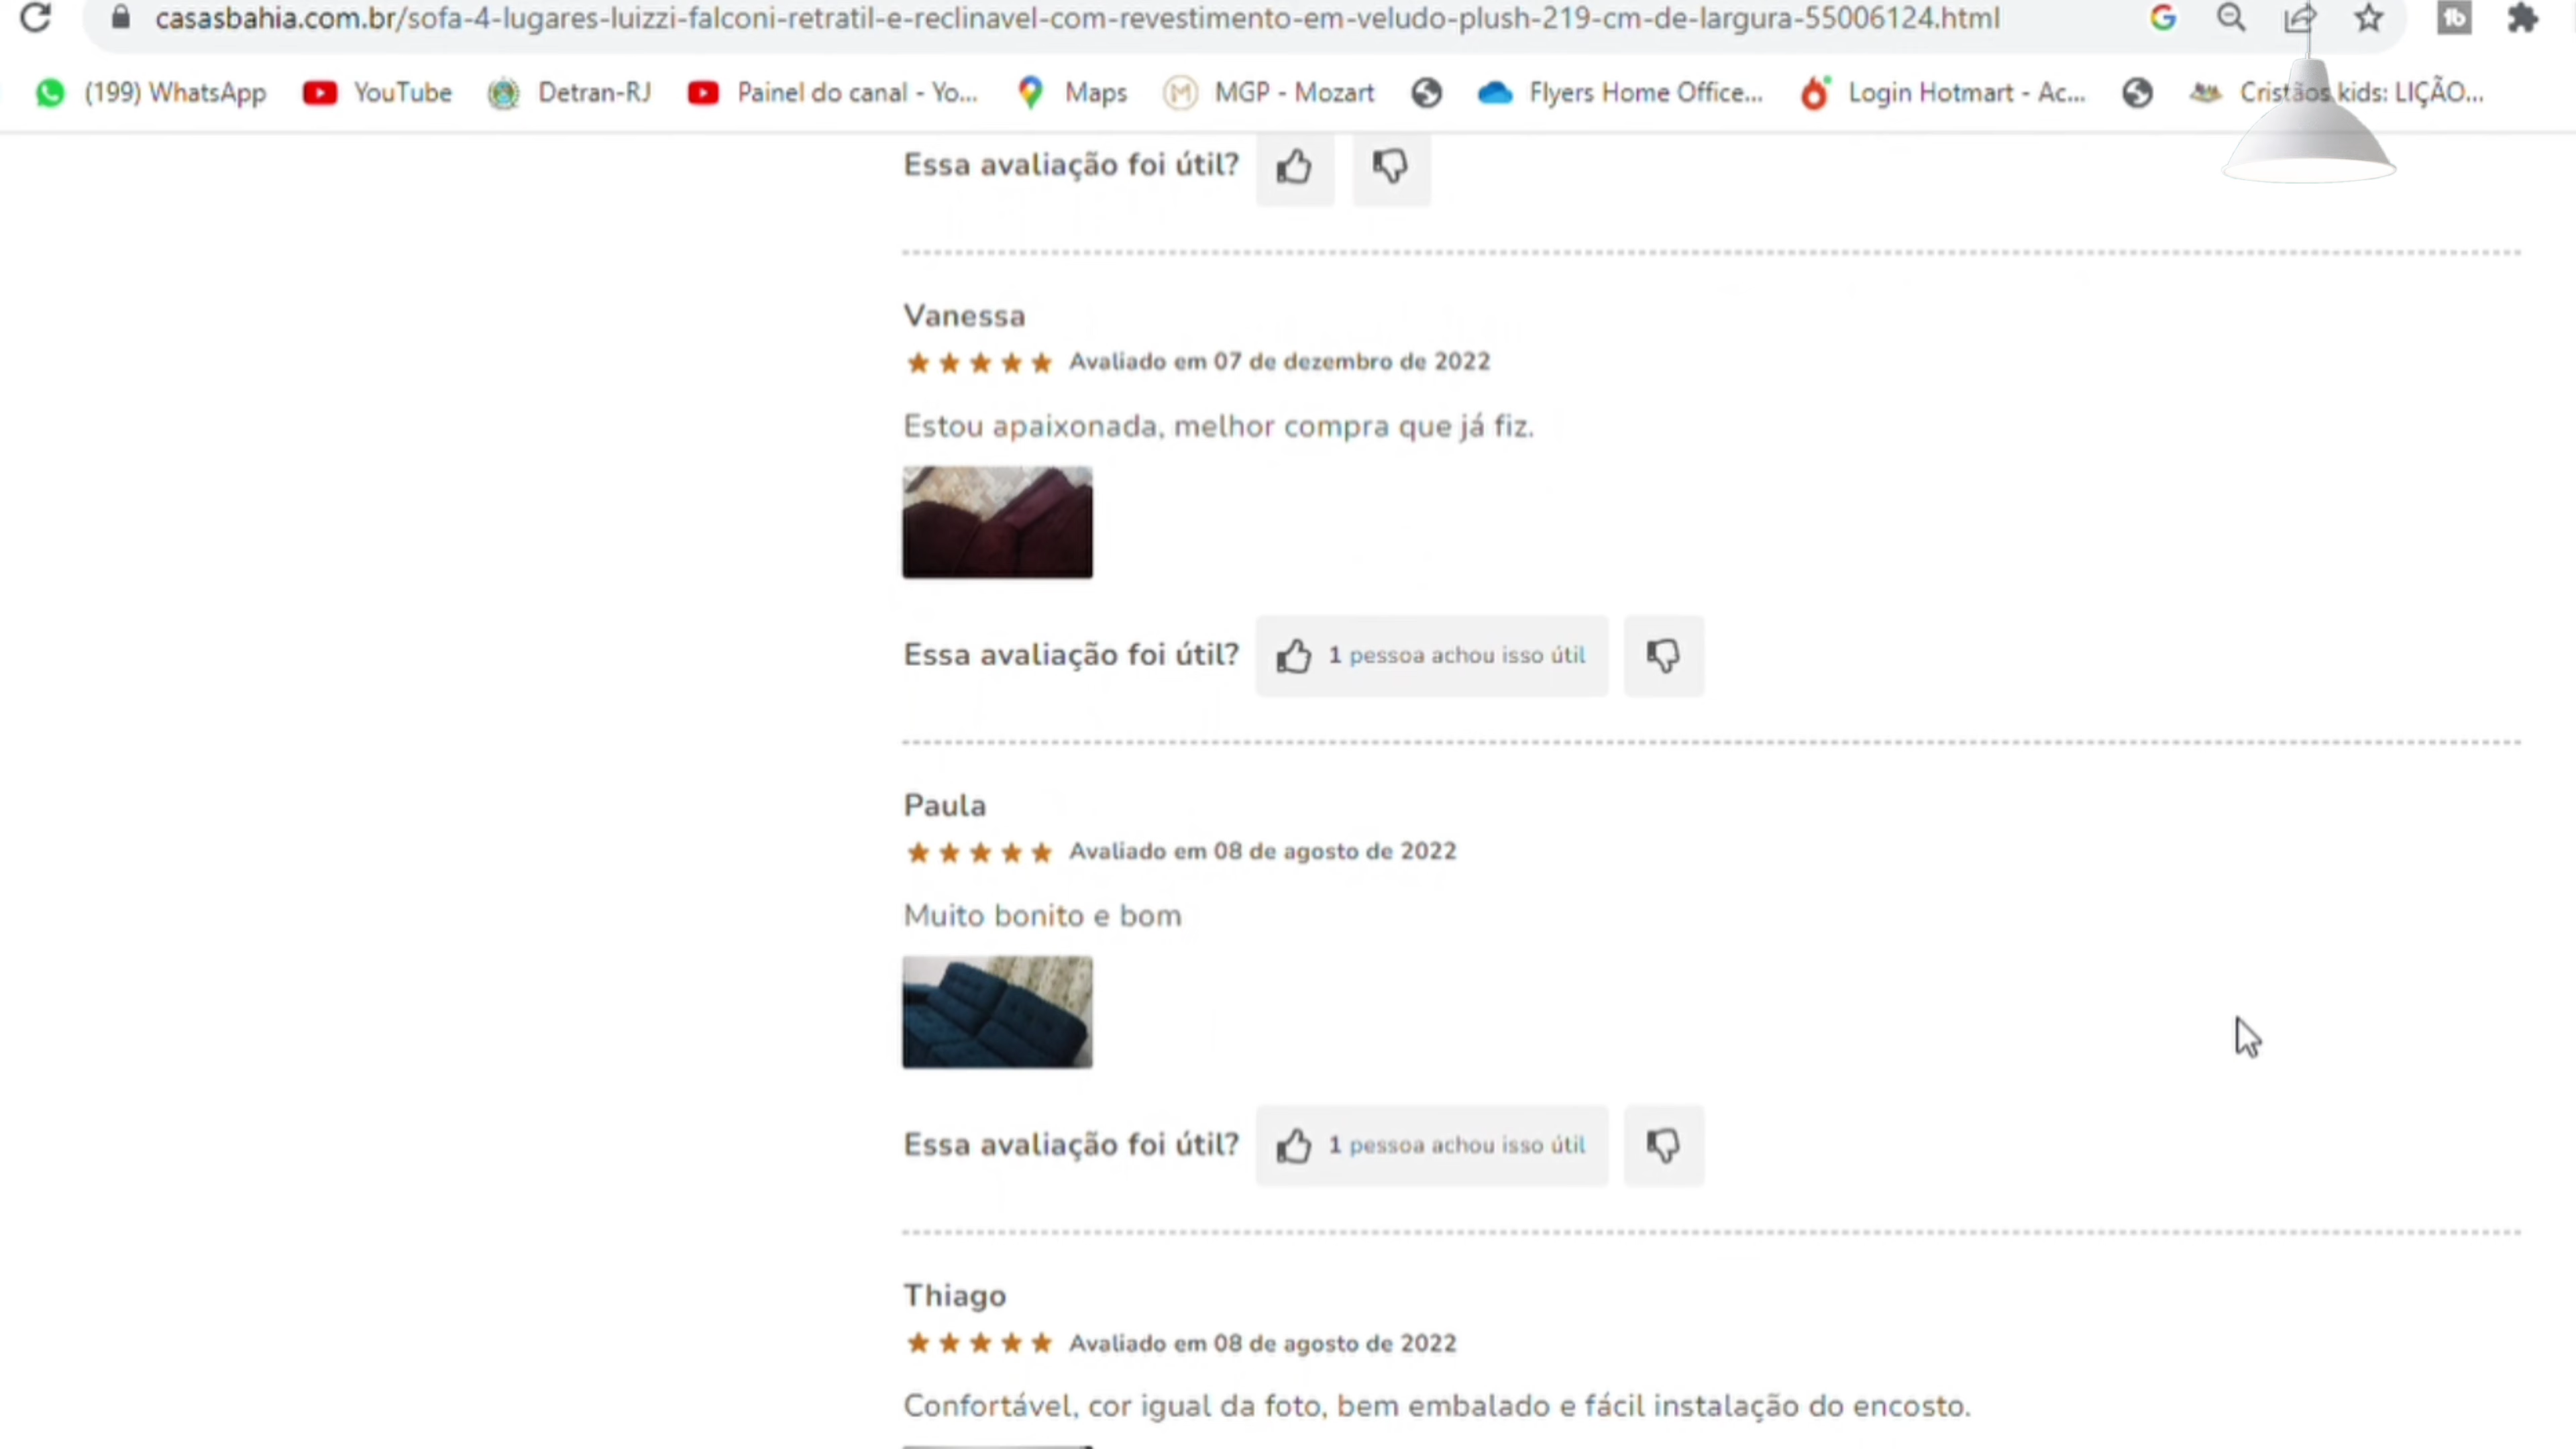 casasbahia.com.br/sofa-4-lugares-luizzi-falconi-retratil-e-reclinavel-com-revestimento-em-veludo-plush-219-cm-de-largura-55006124.html
(199) WhatsApp YouTube Detran-RJ Painel do canal - Yo... Maps MGP - Mozart Flyers Home Office... Login Hotmart - Ac... Cristãos kids: LIÇÃO...
Essa avaliação foi útil?
Vanessa
Avaliado em 07 de dezembro de 2022
Estou apaixonada, melhor compra que já fiz.
Essa avaliação foi útil? 1 pessoa achou isso útil
Paula
Avaliado em 08 de agosto de 2022
Muito bonito e bom
Essa avaliação foi útil? 1 pessoa achou isso útil
Thiago
Avaliado em 08 de agosto de 2022
Confortável, cor igual da foto, bem embalado e fácil instalação do encosto.